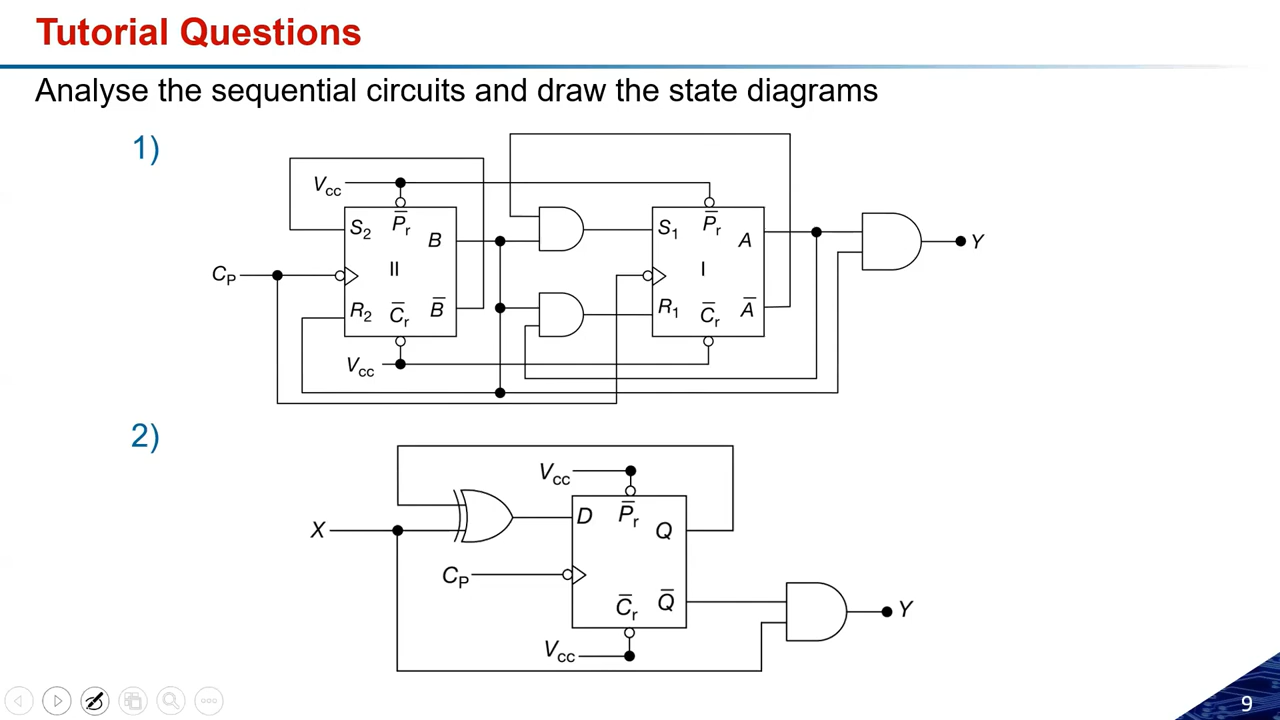 Tutorial Questions
Analyse the sequential circuits and draw the state diagrams
1)
Vcc
S₂ P̅r B
II
CP
R₂ C̅r B̅
Vcc
S₁ P̅r A
I
R₁ C̅r A̅
Y
2)
Vcc
D P̅r Q
X
CP
C̅r Q̅
Vcc
Y
9